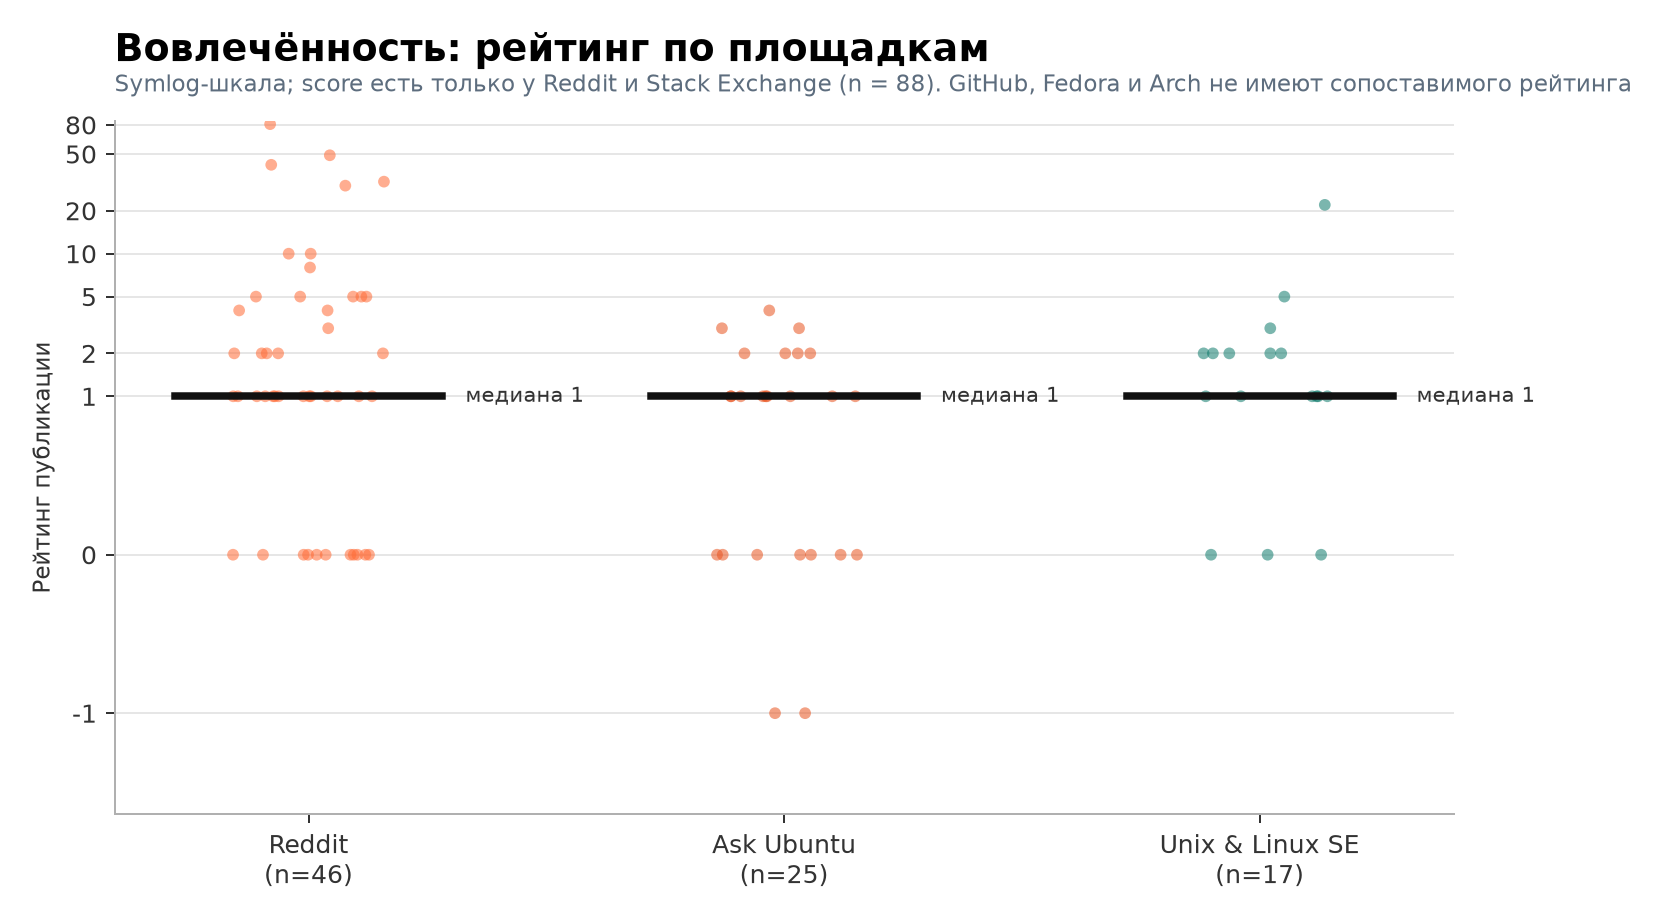 Вовлечённость: рейтинг по площадкам
Symlog-шкала; score есть только у Reddit и Stack Exchange (n = 88). GitHub, Fedora и Arch не имеют сопоставимого рейтинга
Рейтинг публикации
80
50
20
10
5
2
1
0
-1
медиана 1
медиана 1
медиана 1
Reddit
(n=46)
Ask Ubuntu
(n=25)
Unix & Linux SE
(n=17)